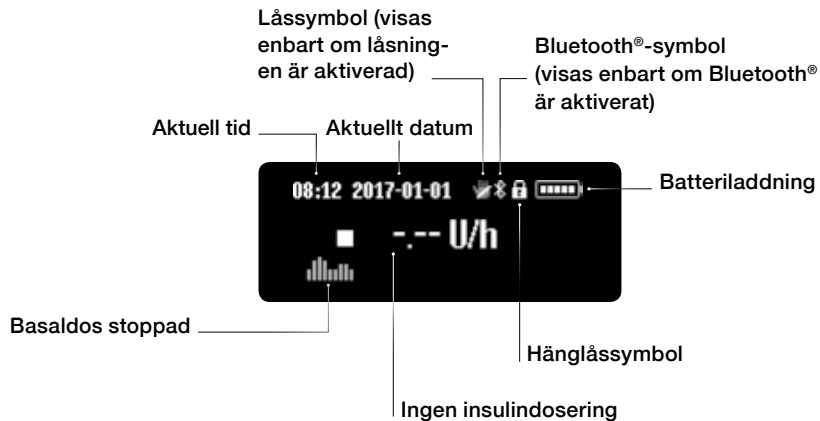 Låssymbol (visas
enbart om låsning-
en är aktiverad)
Bluetooth®-symbol
(visas enbart om Bluetooth®
är aktiverat)
Aktuell tid
Aktuellt datum
08:12 2017-01-01
Batteriladdning
-.-- U/h
Basaldos stoppad
Hänglåssymbol
Ingen insulindosering